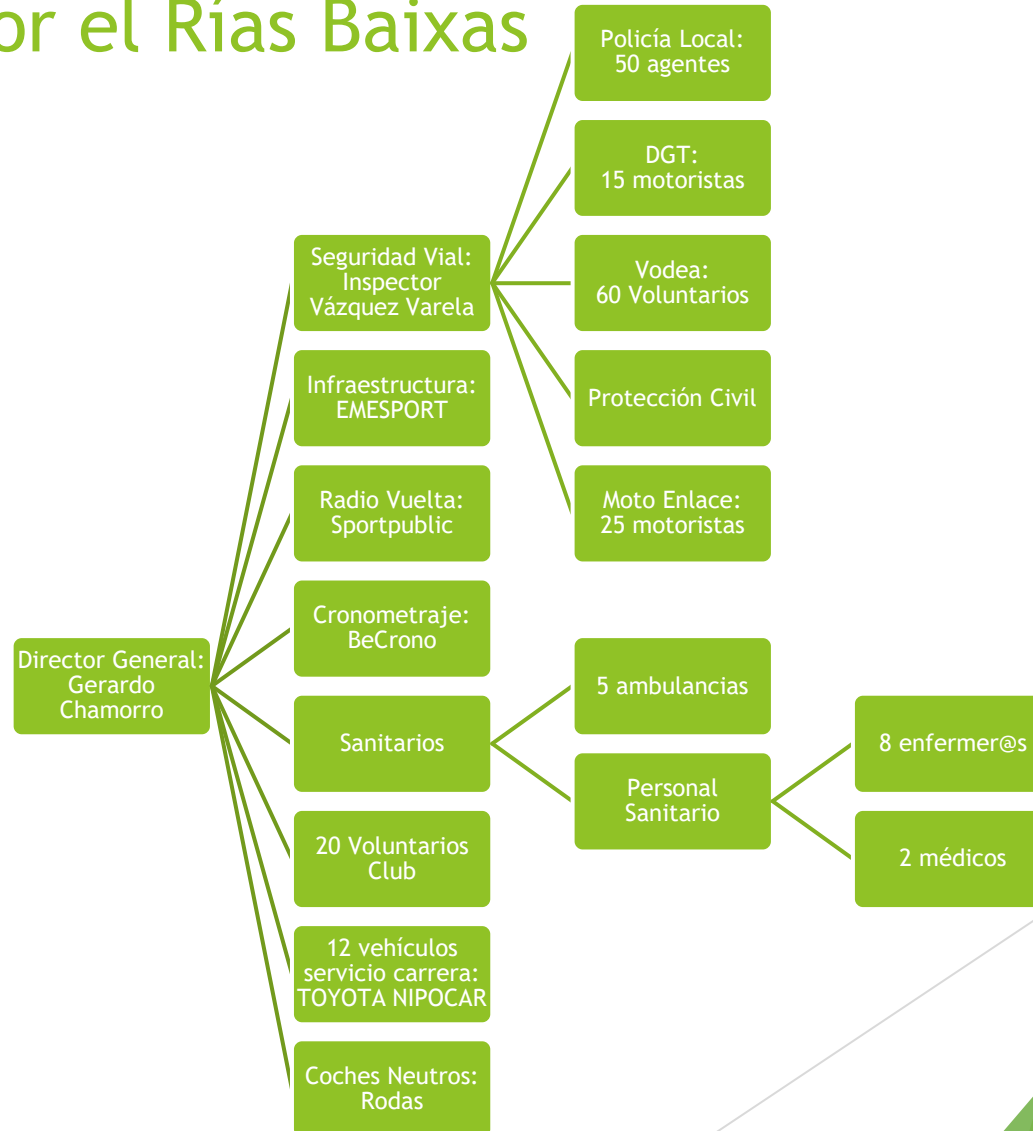 or el Rías Baixas
Policía Local:
50 agentes
DGT:
15 motoristas
Seguridad Vial:
Inspector
Vázquez Varela
Vodea:
60 Voluntarios
Infraestructura:
EMESPORT
Protección Civil
Radio Vuelta:
Sportpublic
Moto Enlace:
25 motoristas
Cronometraje:
BeCrono
Director General:
Gerardo
Chamorro
5 ambulancias
Sanitarios
8 enfermer@s
Personal
Sanitario
20 Voluntarios
Club
2 médicos
12 vehículos
servicio carrera:
TOYOTA NIPOCAR
Coches Neutros:
Rodas